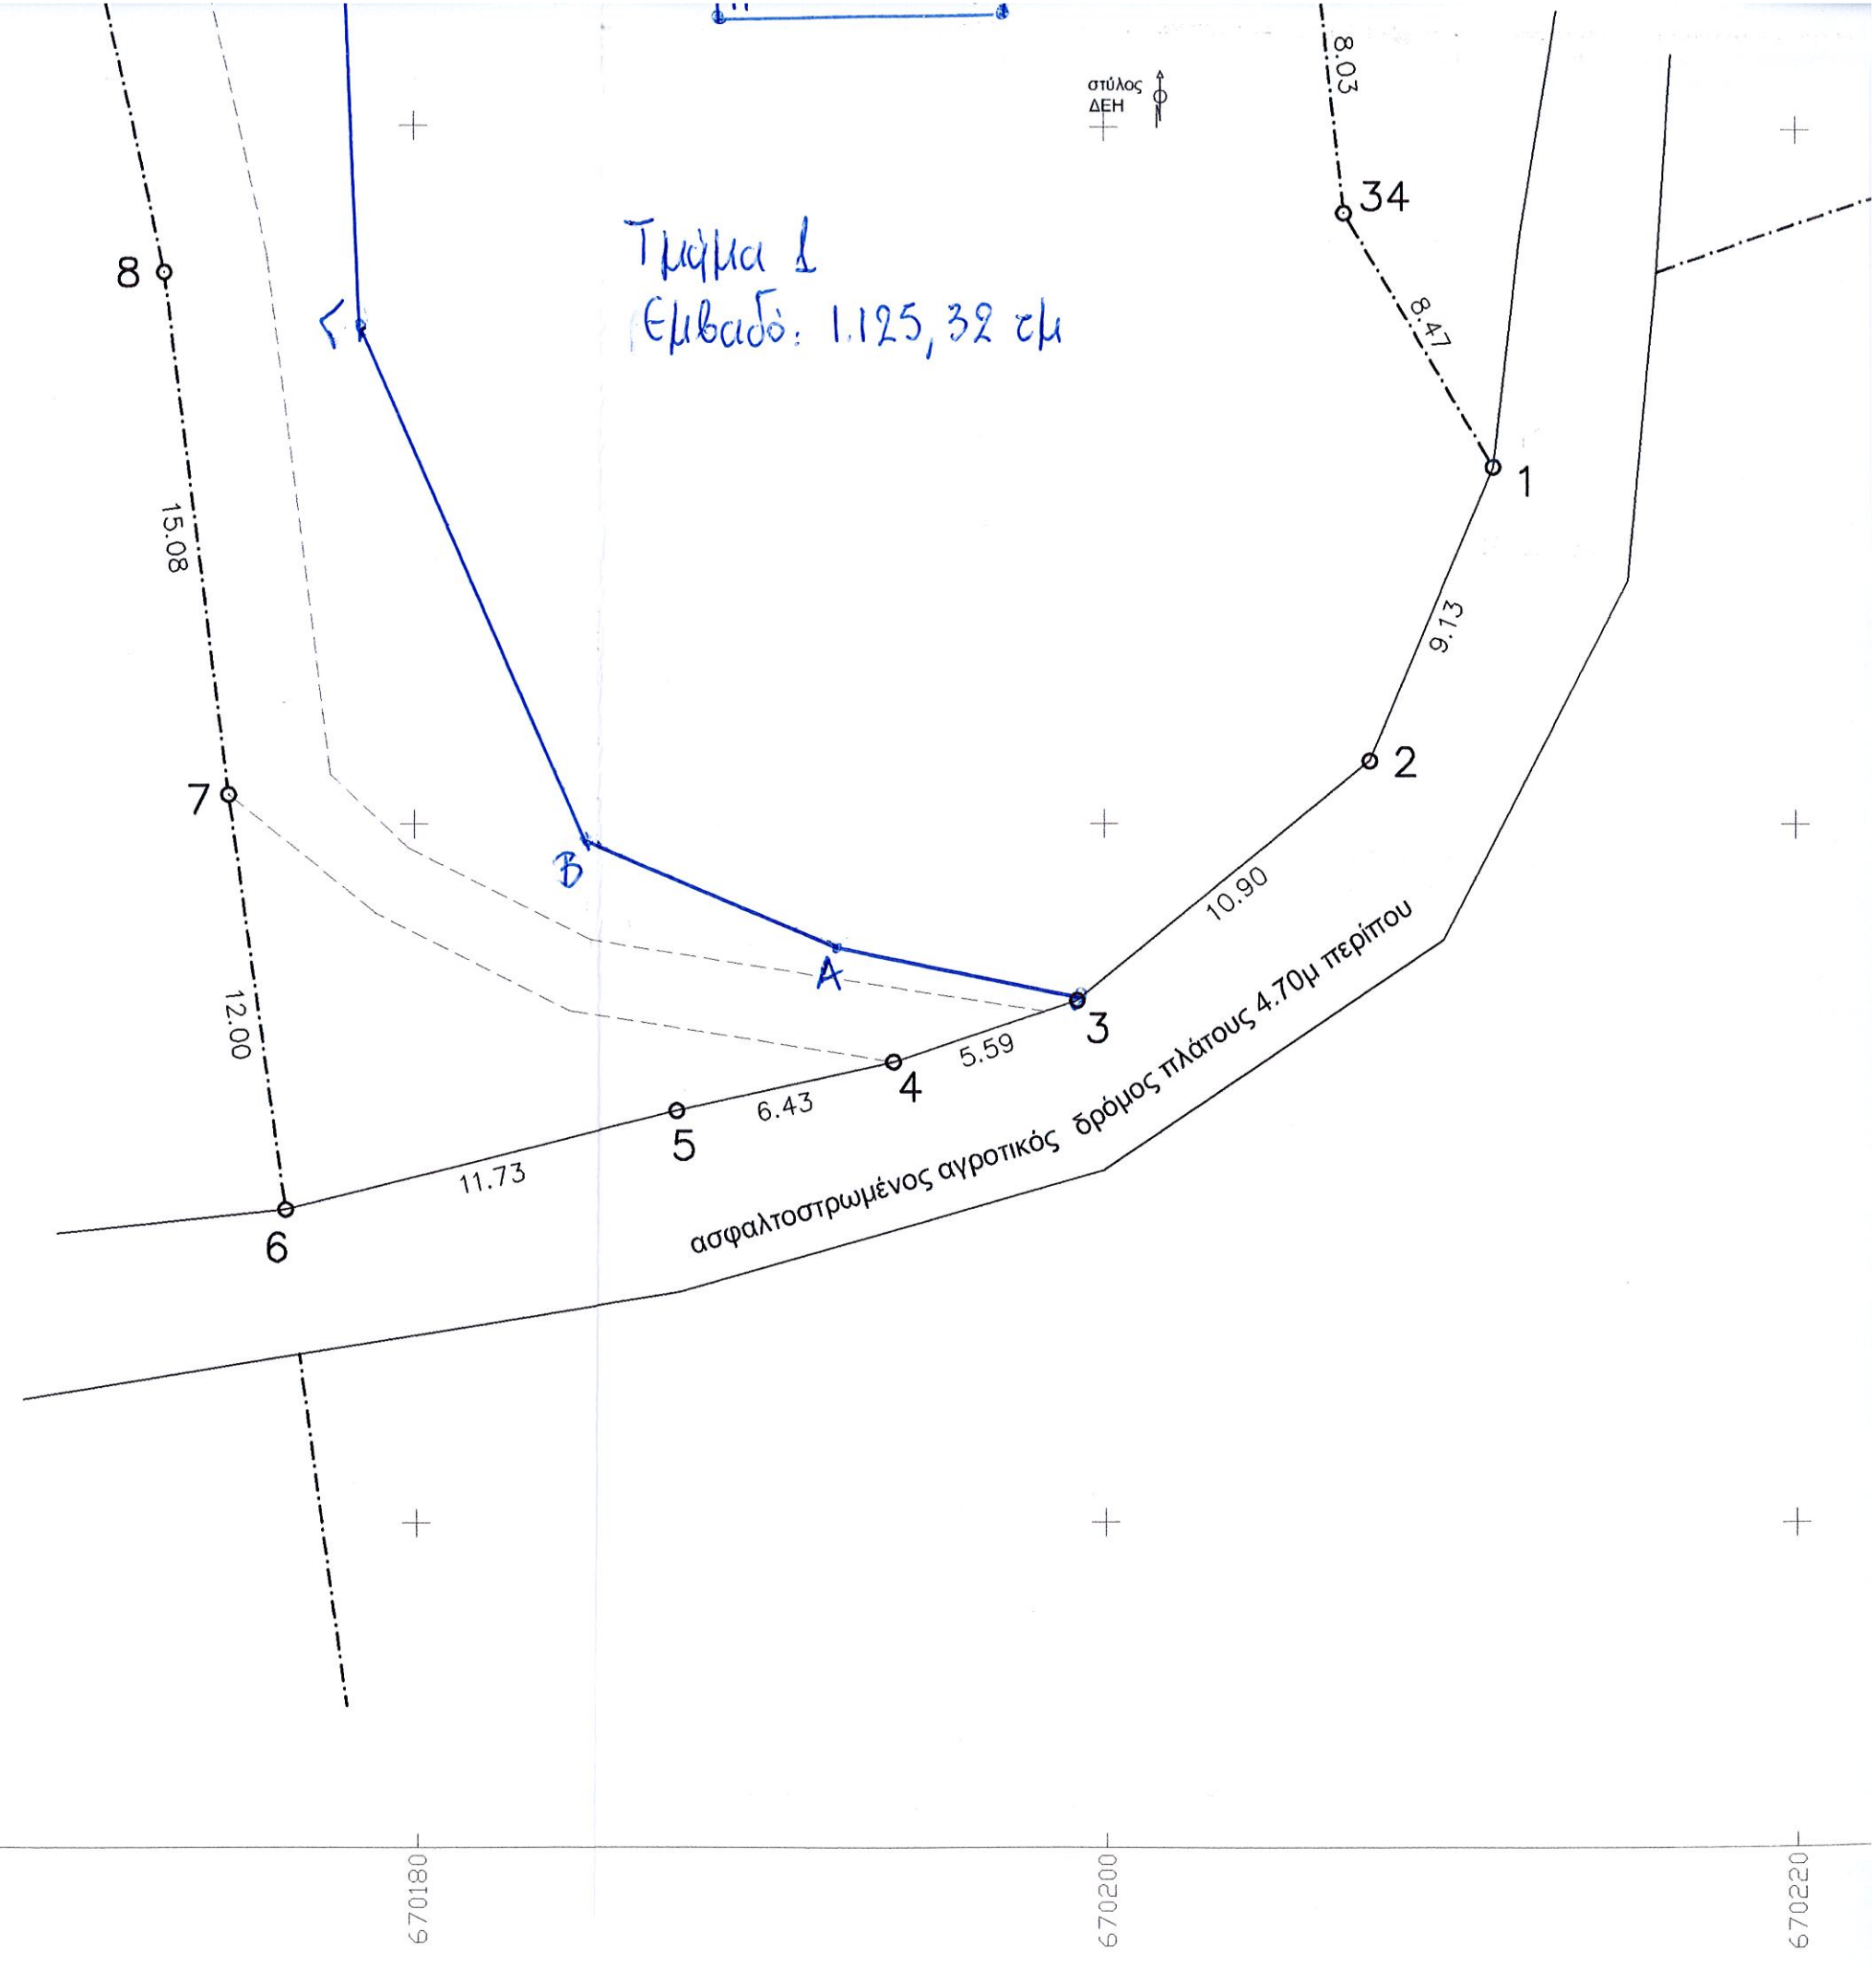 8.03
στύλος
ΔΕΗ
34
8
Τμήμα 1
Εμβαδό: 1.125,32 τμ
Γ
8.47
1
15.08
9.13
2
7
Β
10.90
Α
12.00
3
5.59
4
6.43
5
11.73
6
ασφαλτοστρωμένος αγροτικός δρόμος πλάτους 4.70μ περίπου
670180
670200
670220